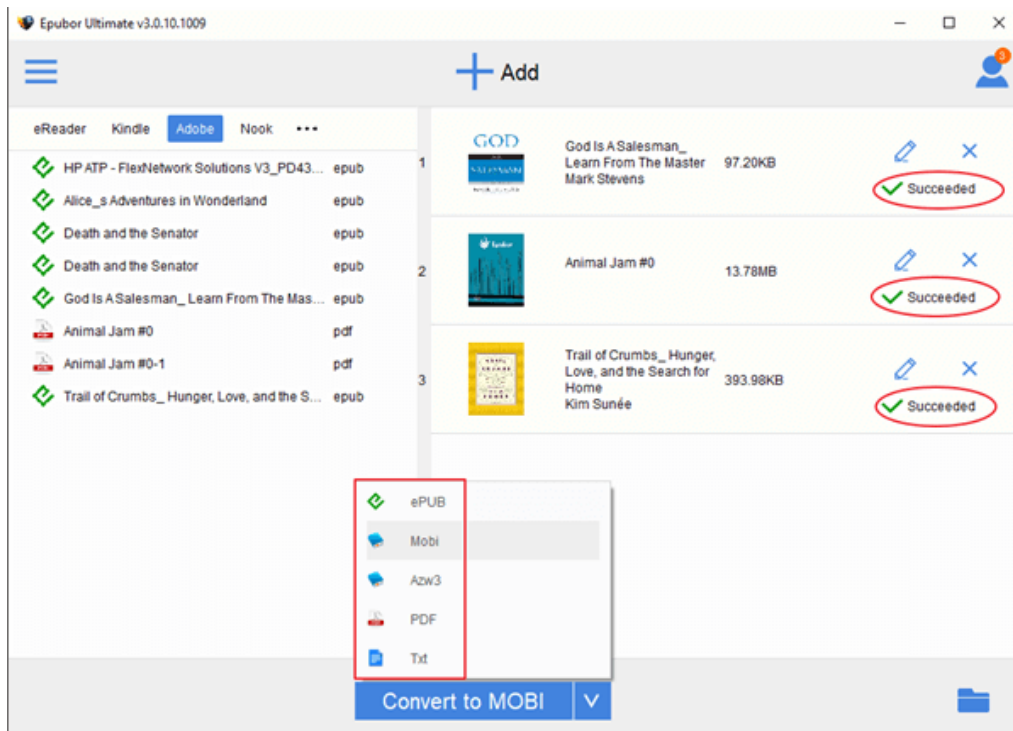 Epubor Ultimate v3.0.10.1009
Add
3
eReader Kindle Adobe Nook
HP ATP - FlexNetwork Solutions V3_PD43... epub
Alice_s Adventures in Wonderland epub
Death and the Senator epub
Death and the Senator epub
God Is A Salesman_ Learn From The Mas... epub
Animal Jam #0 pdf
Animal Jam #0-1 pdf
Trail of Crumbs_ Hunger, Love, and the S... epub
1
GOD
SALESMAN
God Is A Salesman_
Learn From The Master
Mark Stevens
97.20KB
Succeeded
2
Epubor
Animal Jam #0
13.78MB
Succeeded
3
Trail of Crumbs_ Hunger,
Love, and the Search for
Home
Kim Sunée
393.98KB
Succeeded
ePUB
Mobi
Azw3
PDF
Txt
Convert to MOBI V